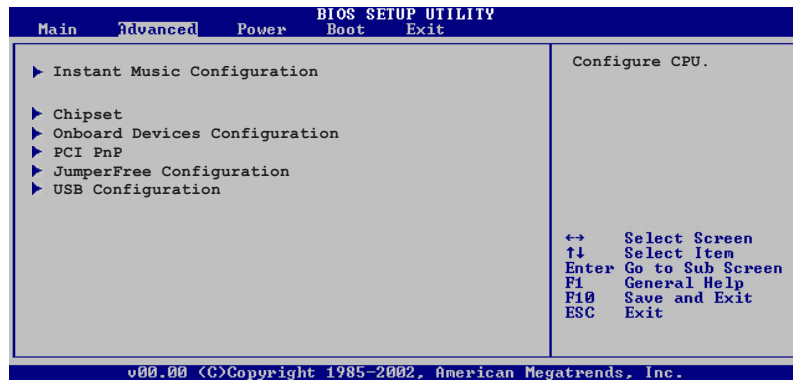 BIOS SETUP UTILITY
Main Advanced Power Boot Exit
Instant Music Configuration
Chipset
Onboard Devices Configuration
PCI PnP
JumperFree Configuration
USB Configuration
Configure CPU.
←→ Select Screen
↑↓ Select Item
Enter Go to Sub Screen
F1 General Help
F10 Save and Exit
ESC Exit
v00.00 (C)Copyright 1985-2002, American Megatrends, Inc.